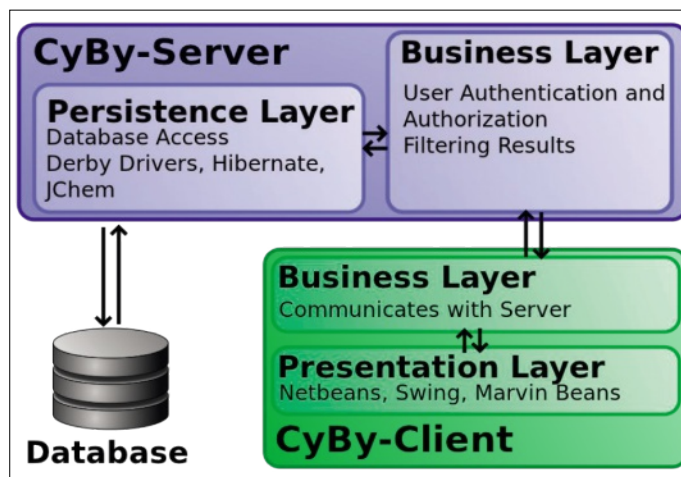 CyBy-Server
Persistence Layer
Database Access
Derby Drivers, Hibernate,
JChem
Business Layer
User Authentication and
Authorization
Filtering Results
Business Layer
Communicates with Server
Presentation Layer
Netbeans, Swing, Marvin Beans
CyBy-Client
Database